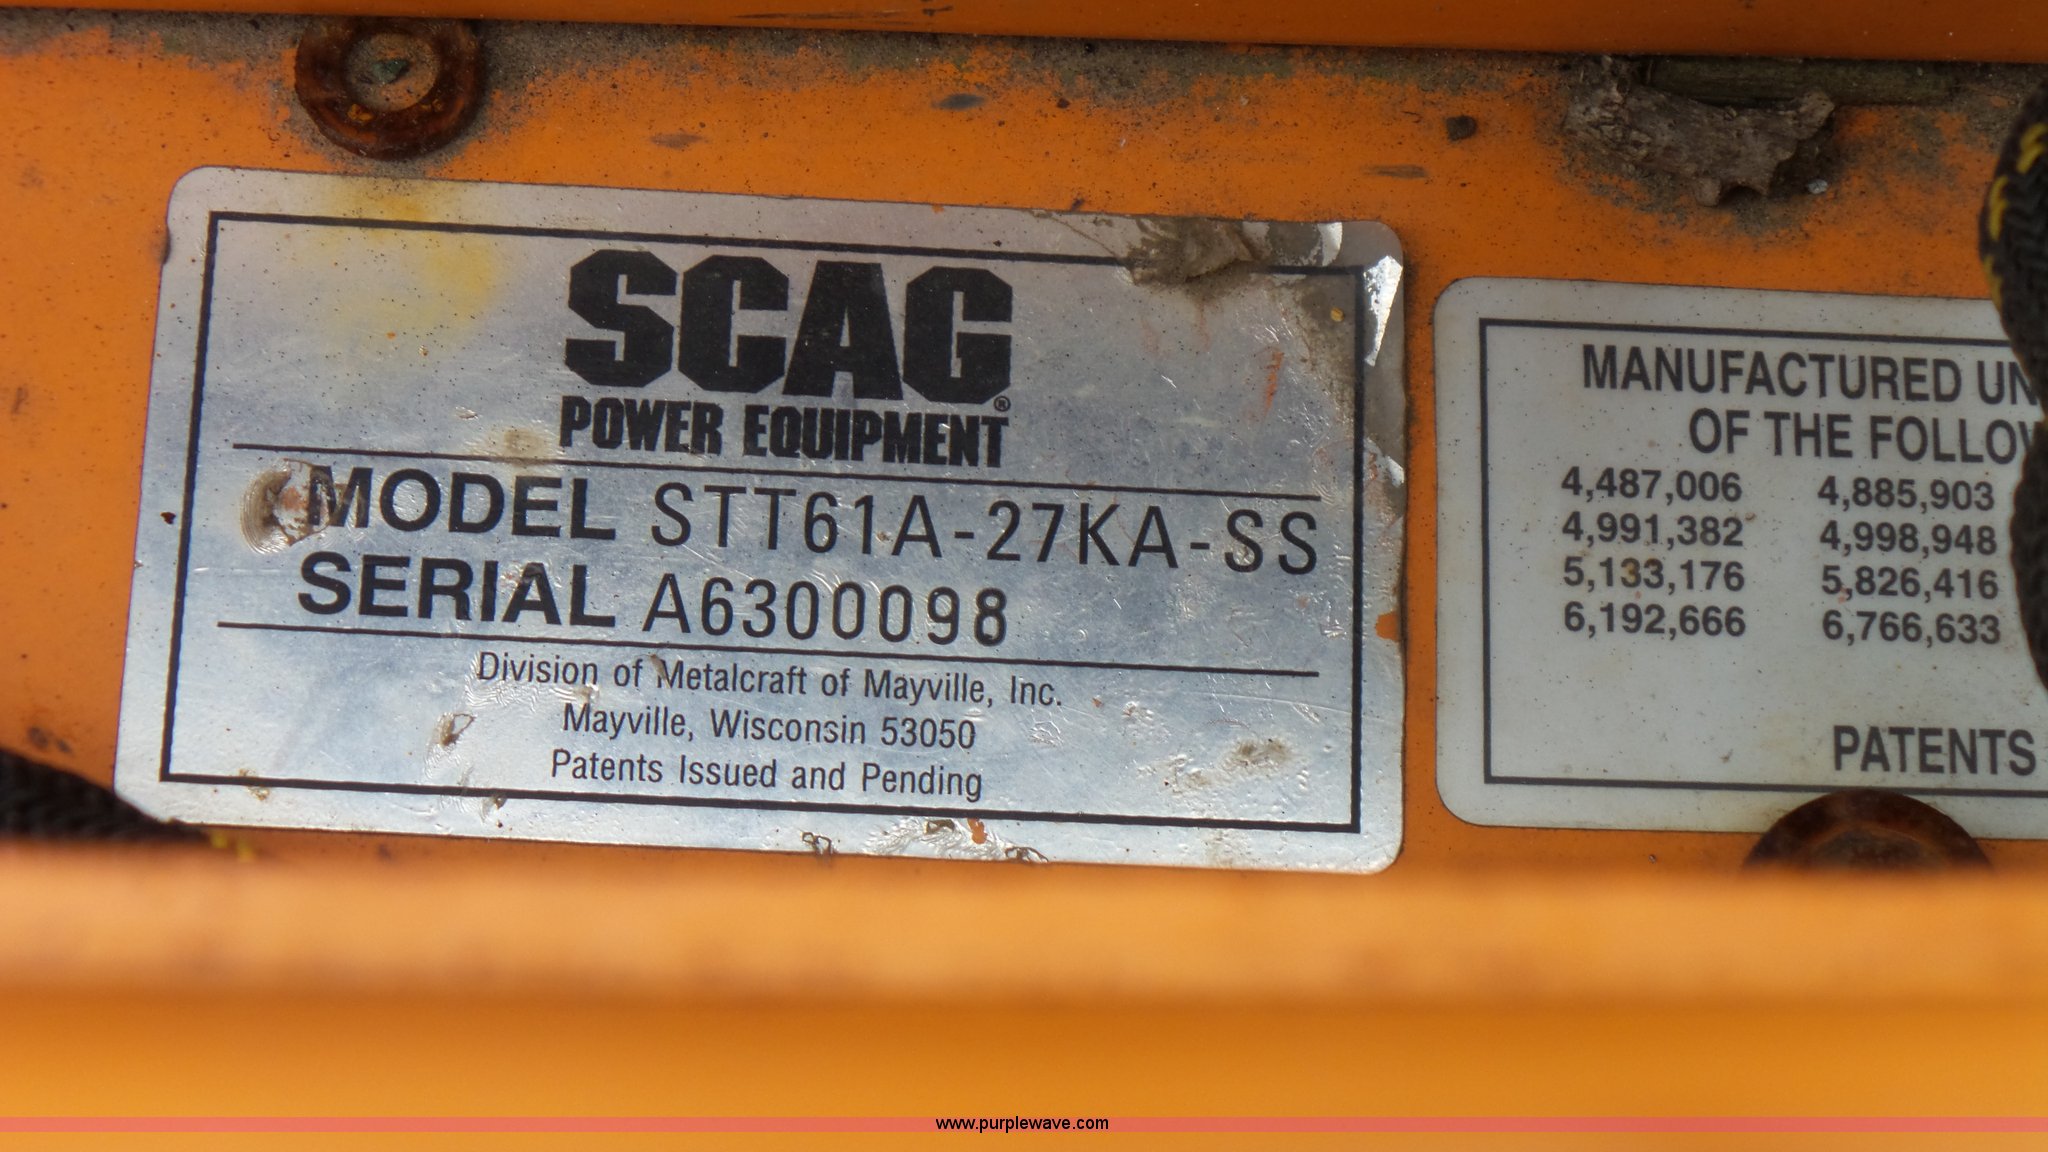 SCAG®
POWER EQUIPMENT
MODEL STT61A-27KA-SS
SERIAL A6300098
Division of Metalcraft of Mayville, Inc.
Mayville, Wisconsin 53050
Patents Issued and Pending
MANUFACTURED
OF THE
4,487,006 4,885,903
4,991,382 4,998,948
5,133,176 5,826,416
6,192,666 6,766,633
PATENTS
www.purplewave.com